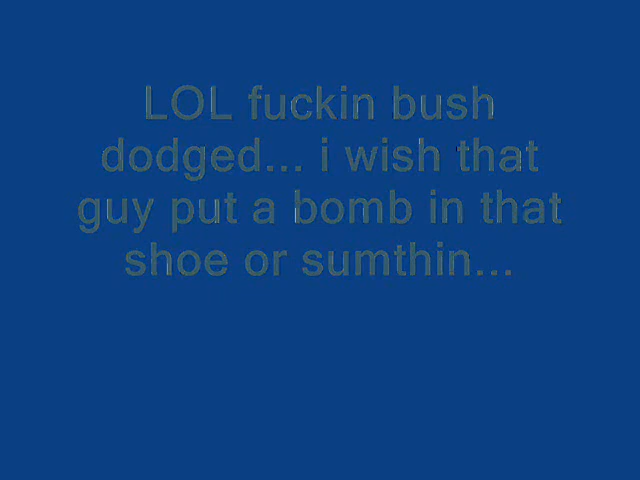 LOL fuckin bush
dodged... i wish that
guy put a bomb in that
shoe or sumthin...